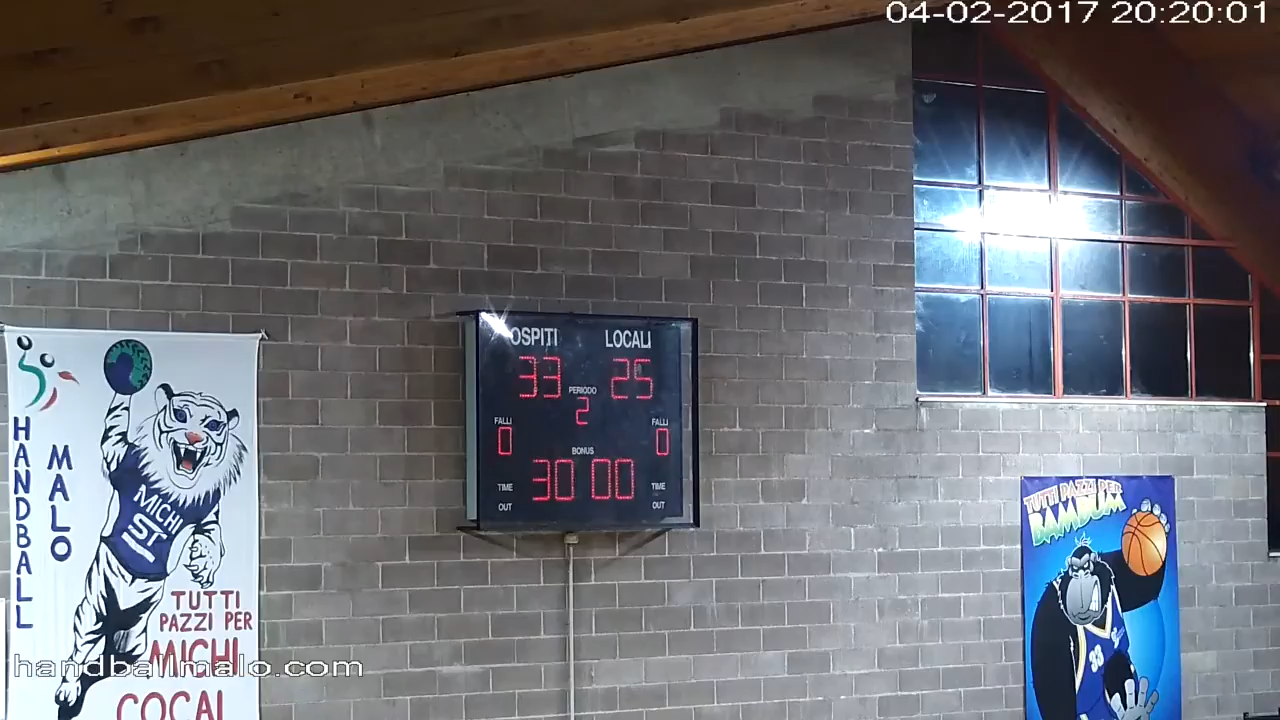 04-02-2017 20:20:01
OSPITI LOCALI
33 25
PERIODO
2
FALLI FALLI
0 0
BONUS
30 00
TIME TIME
OUT OUT
HANDBALL
MALO
MICHI
TUTTI
PAZZI PER
MICHI
COCAL
handballmalo.com
TUTTI PAZZI PER
BAMBUM
33